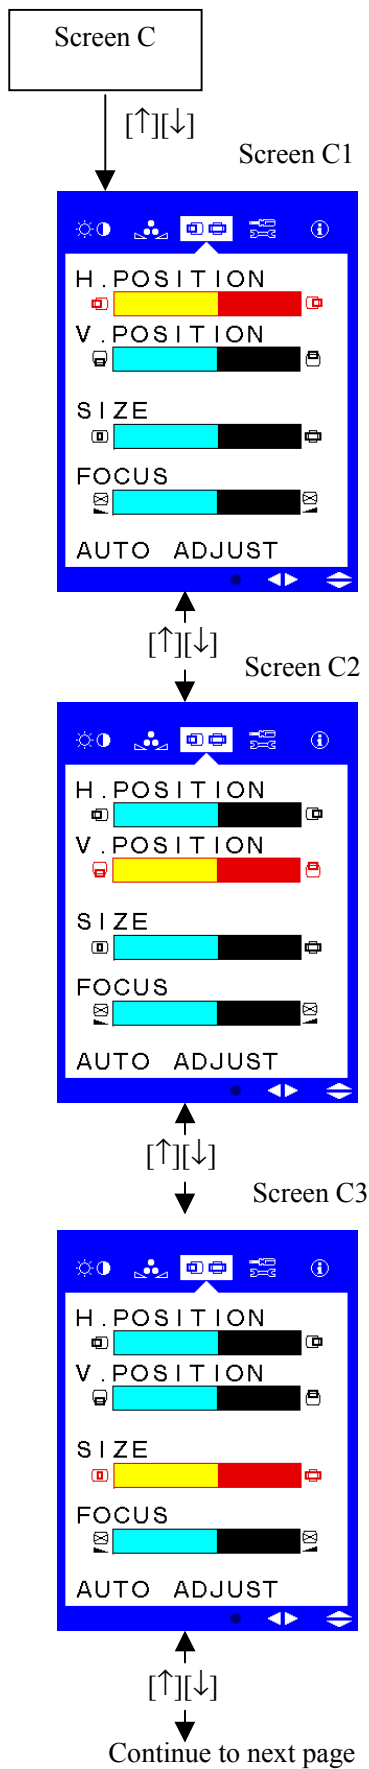 Screen C
[↑][↓]
Screen C1
H.POSITION
V.POSITION
SIZE
FOCUS
AUTO ADJUST
[↑][↓]
Screen C2
H.POSITION
V.POSITION
SIZE
FOCUS
AUTO ADJUST
[↑][↓]
Screen C3
H.POSITION
V.POSITION
SIZE
FOCUS
AUTO ADJUST
[↑][↓]
Continue to next page